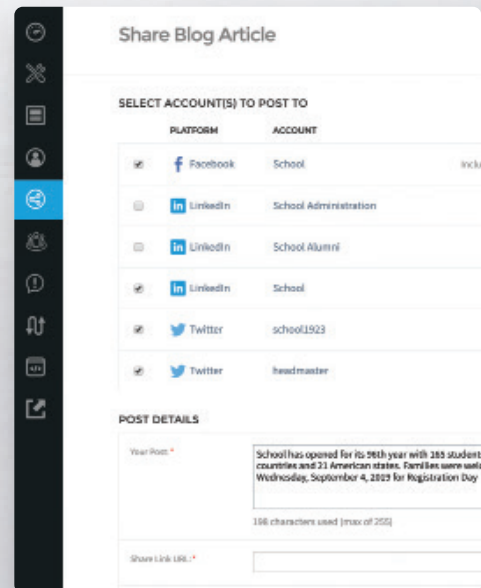 Share Blog Article
SELECT ACCOUNT(S) TO POST TO
PLATFORM ACCOUNT
Facebook School
in LinkedIn School Administration
in LinkedIn School Alumni
in LinkedIn School
Twitter school1923
Twitter headmaster
POST DETAILS
Your Post: *
School has opened for its 96th year with 165 students
countries and 21 American states. Families were
Wednesday, September 4, 2019 for Registration Day
198 characters used (max of 255)
Share Link URL: *